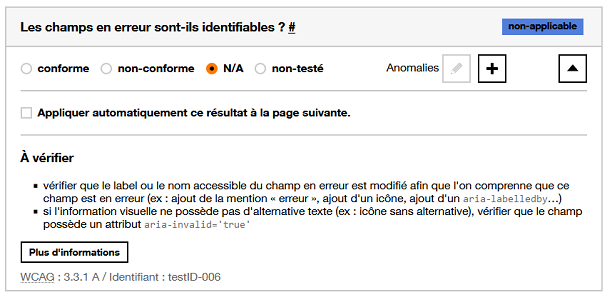 Les champs en erreur sont-ils identifiables ? #
non-applicable
conforme non-conforme N/A non-testé Anomalies
Appliquer automatiquement ce résultat à la page suivante.
À vérifier
vérifier que le label ou le nom accessible du champ en erreur est modifié afin que l'on comprenne que ce
champ est en erreur (ex : ajout de la mention « erreur », ajout d'un icône, ajout d'un aria-labelledby…)
si l'information visuelle ne possède pas d'alternative texte (ex : icône sans alternative), vérifier que le champ
possède un attribut aria-invalid='true'
Plus d'informations
WCAG : 3.3.1 A / Identifiant : testID-006